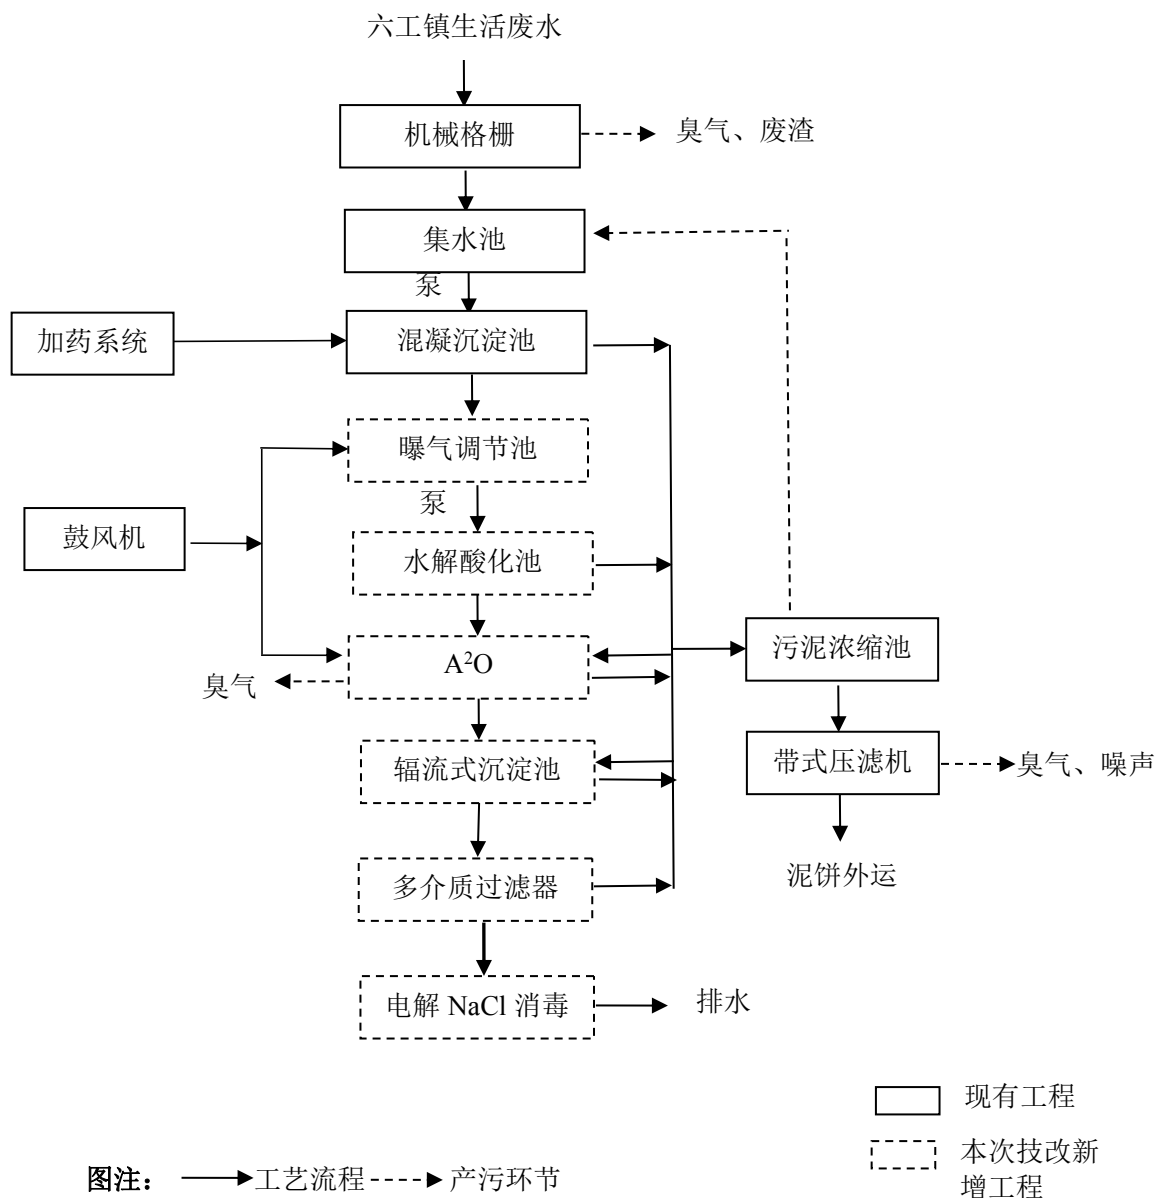 六工镇生活废水
机械格栅
臭气、废渣
集水池
泵
加药系统
混凝沉淀池
曝气调节池
泵
鼓风机
水解酸化池
污泥浓缩池
A²O
臭气
辐流式沉淀池
带式压滤机
臭气、噪声
多介质过滤器
泥饼外运
电解 NaCl 消毒
排水
现有工程
本次技改新
增工程
图注：
工艺流程
产污环节